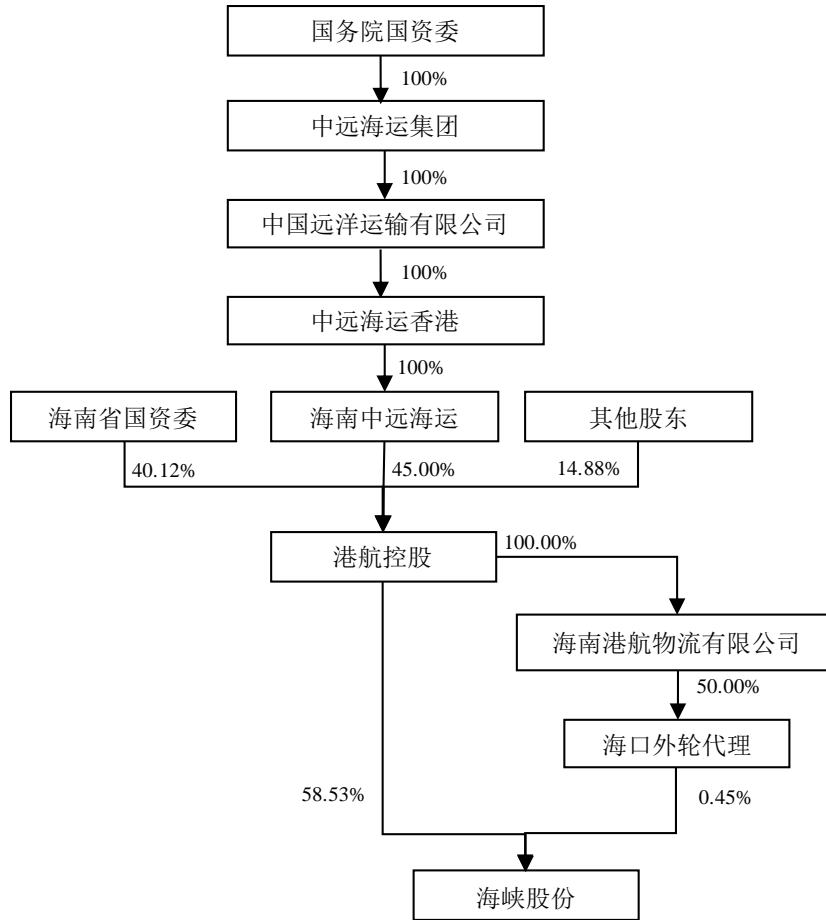 国务院国资委
100%
中远海运集团
100%
中国远洋运输有限公司
100%
中远海运香港
100%
海南省国资委
海南中远海运
其他股东
40.12%
45.00%
14.88%
港航控股
100.00%
海南港航物流有限公司
50.00%
海口外轮代理
58.53%
0.45%
海峡股份